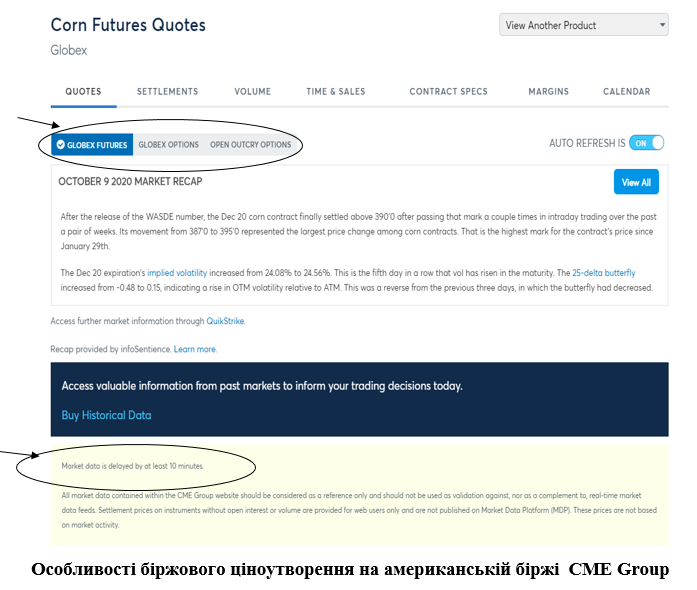 Corn Futures Quotes
View Another Product
Globex
QUOTES SETTLEMENTS VOLUME TIME & SALES CONTRACT SPECS MARGINS CALENDAR
GLOBEX FUTURES GLOBEX OPTIONS OPEN OUTCRY OPTIONS AUTO REFRESH IS ON
OCTOBER 9 2020 MARKET RECAP
View All
After the release of the WASDE number, the Dec 20 corn contract finally settled above 390'0 after passing that mark a couple times in intraday trading over the past
a pair of weeks. Its movement from 387'0 to 395'0 represented the largest price change among corn contracts. That is the highest mark for the contract's price since
January 29th.
The Dec 20 expiration's implied volatility increased from 24.08% to 24.56%. This is the fifth day in a row that vol has risen in the maturity. The 25-delta butterfly
increased from -0.48 to 0.15, indicating a rise in OTM volatility relative to ATM. This was a reverse from the previous three days, in which the butterfly had decreased.
Access further market information through QuikStrike.
Recap provided by infoSentience. Learn more.
Access valuable information from past markets to inform your trading decisions today.
Buy Historical Data
Market data is delayed by at least 10 minutes.
All market data contained within the CME Group website should be considered as a reference only and should not be used as validation against, nor as a complement to, real-time market
data feeds. Settlement prices on instruments without open interest or volume are provided for web users only and are not published on Market Data Platform (MDP). These prices are not based
on market activity.
Особливості біржового ціноутворення на американській біржі CME Group